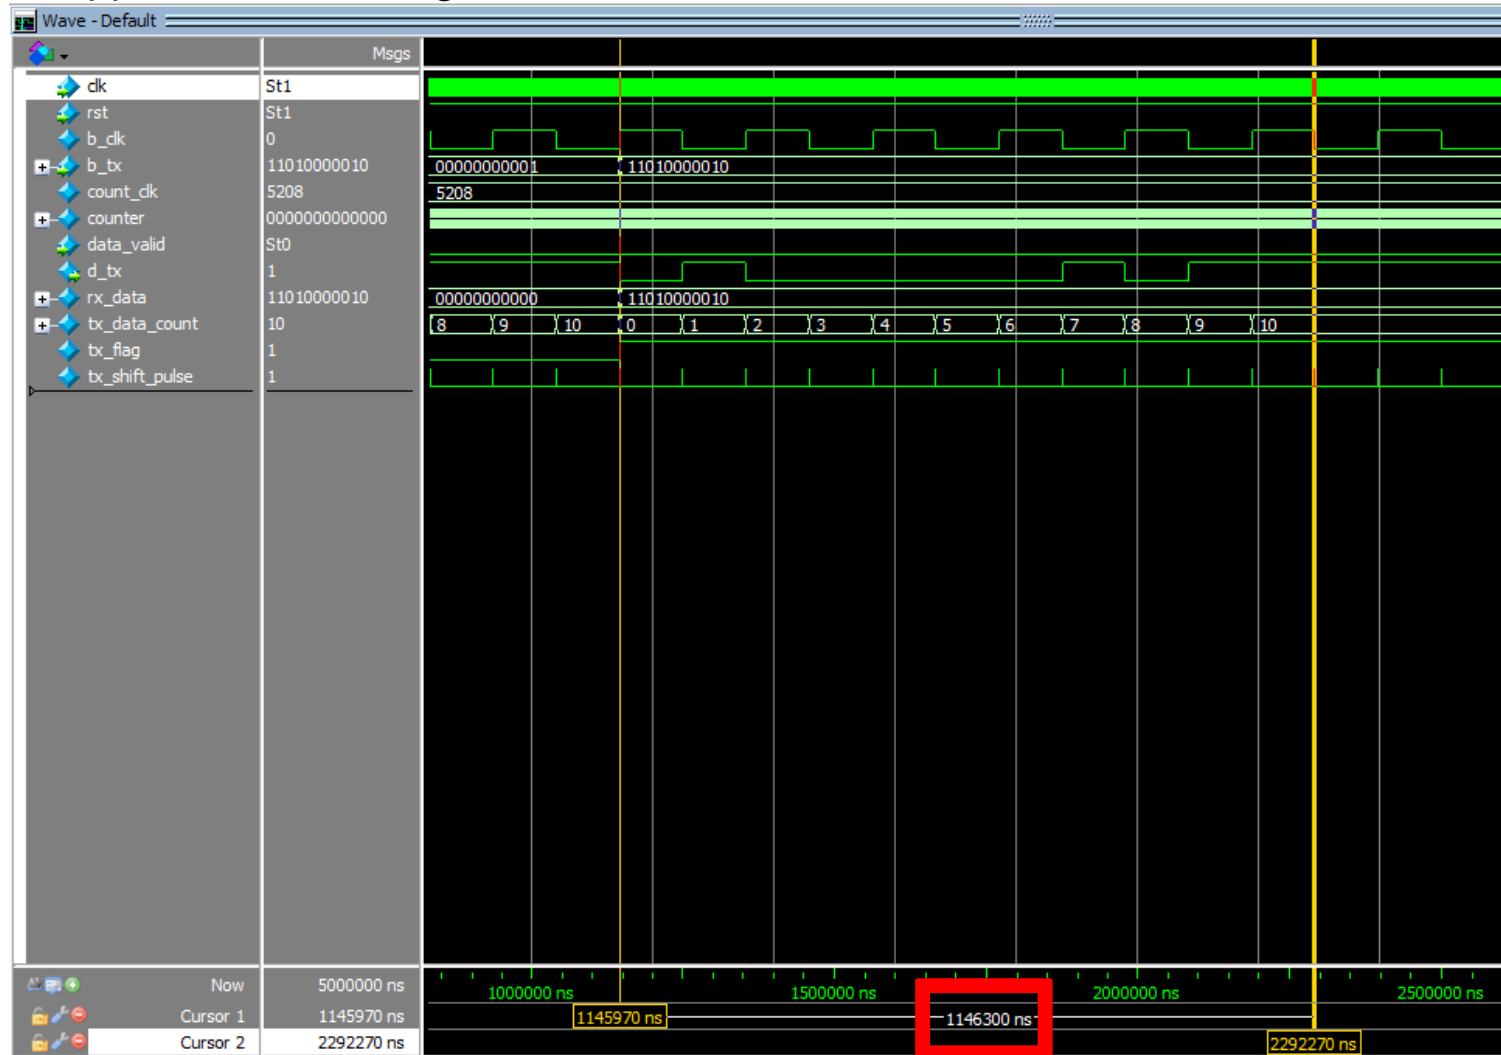 Wave - Default
Msgs
clk St1
rst St1
b_clk 0
b_tx 11010000010 00000000001 11010000010
count_clk 5208 5208
counter 0000000000000
data_valid St0
d_tx 1
rx_data 11010000010 00000000000 11010000010
tx_data_count 10 8 9 10 0 1 2 3 4 5 6 7 8 9 10
tx_flag 1
tx_shift_pulse 1
Now 5000000 ns 1000000 ns 1500000 ns 2000000 ns 2500000 ns
Cursor 1 1145970 ns 1145970 ns 1146300 ns
Cursor 2 2292270 ns 2292270 ns